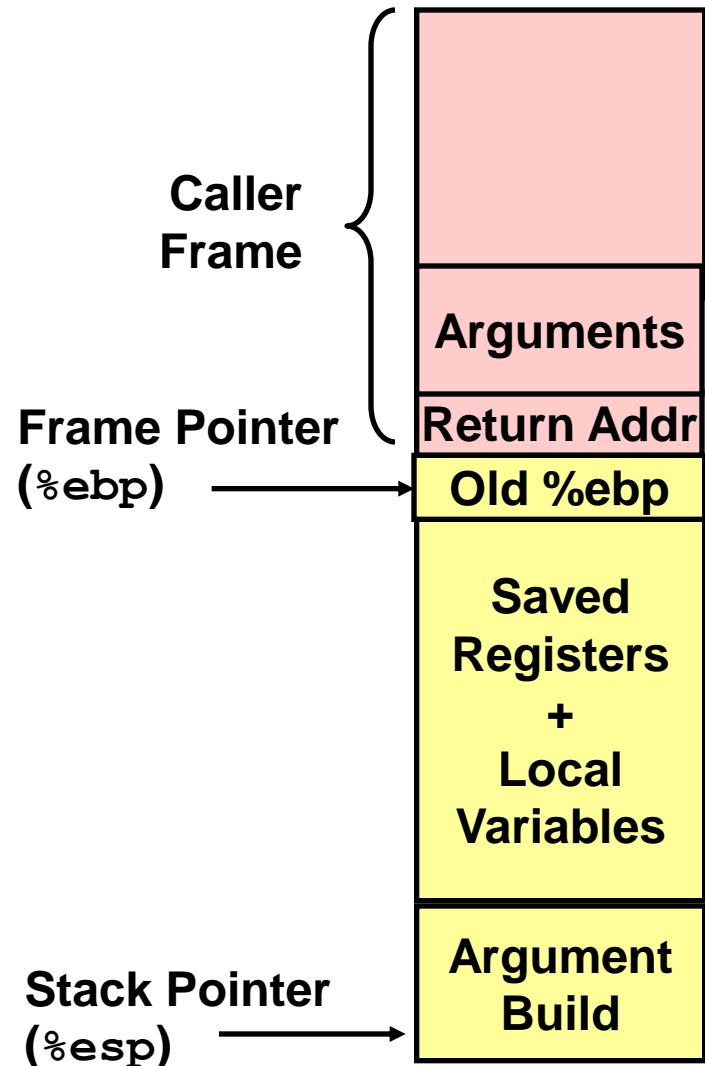 Caller
Frame
Arguments
Return Addr
Frame Pointer
(%ebp)
Old %ebp
Saved
Registers
+
Local
Variables
Argument
Build
Stack Pointer
(%esp)